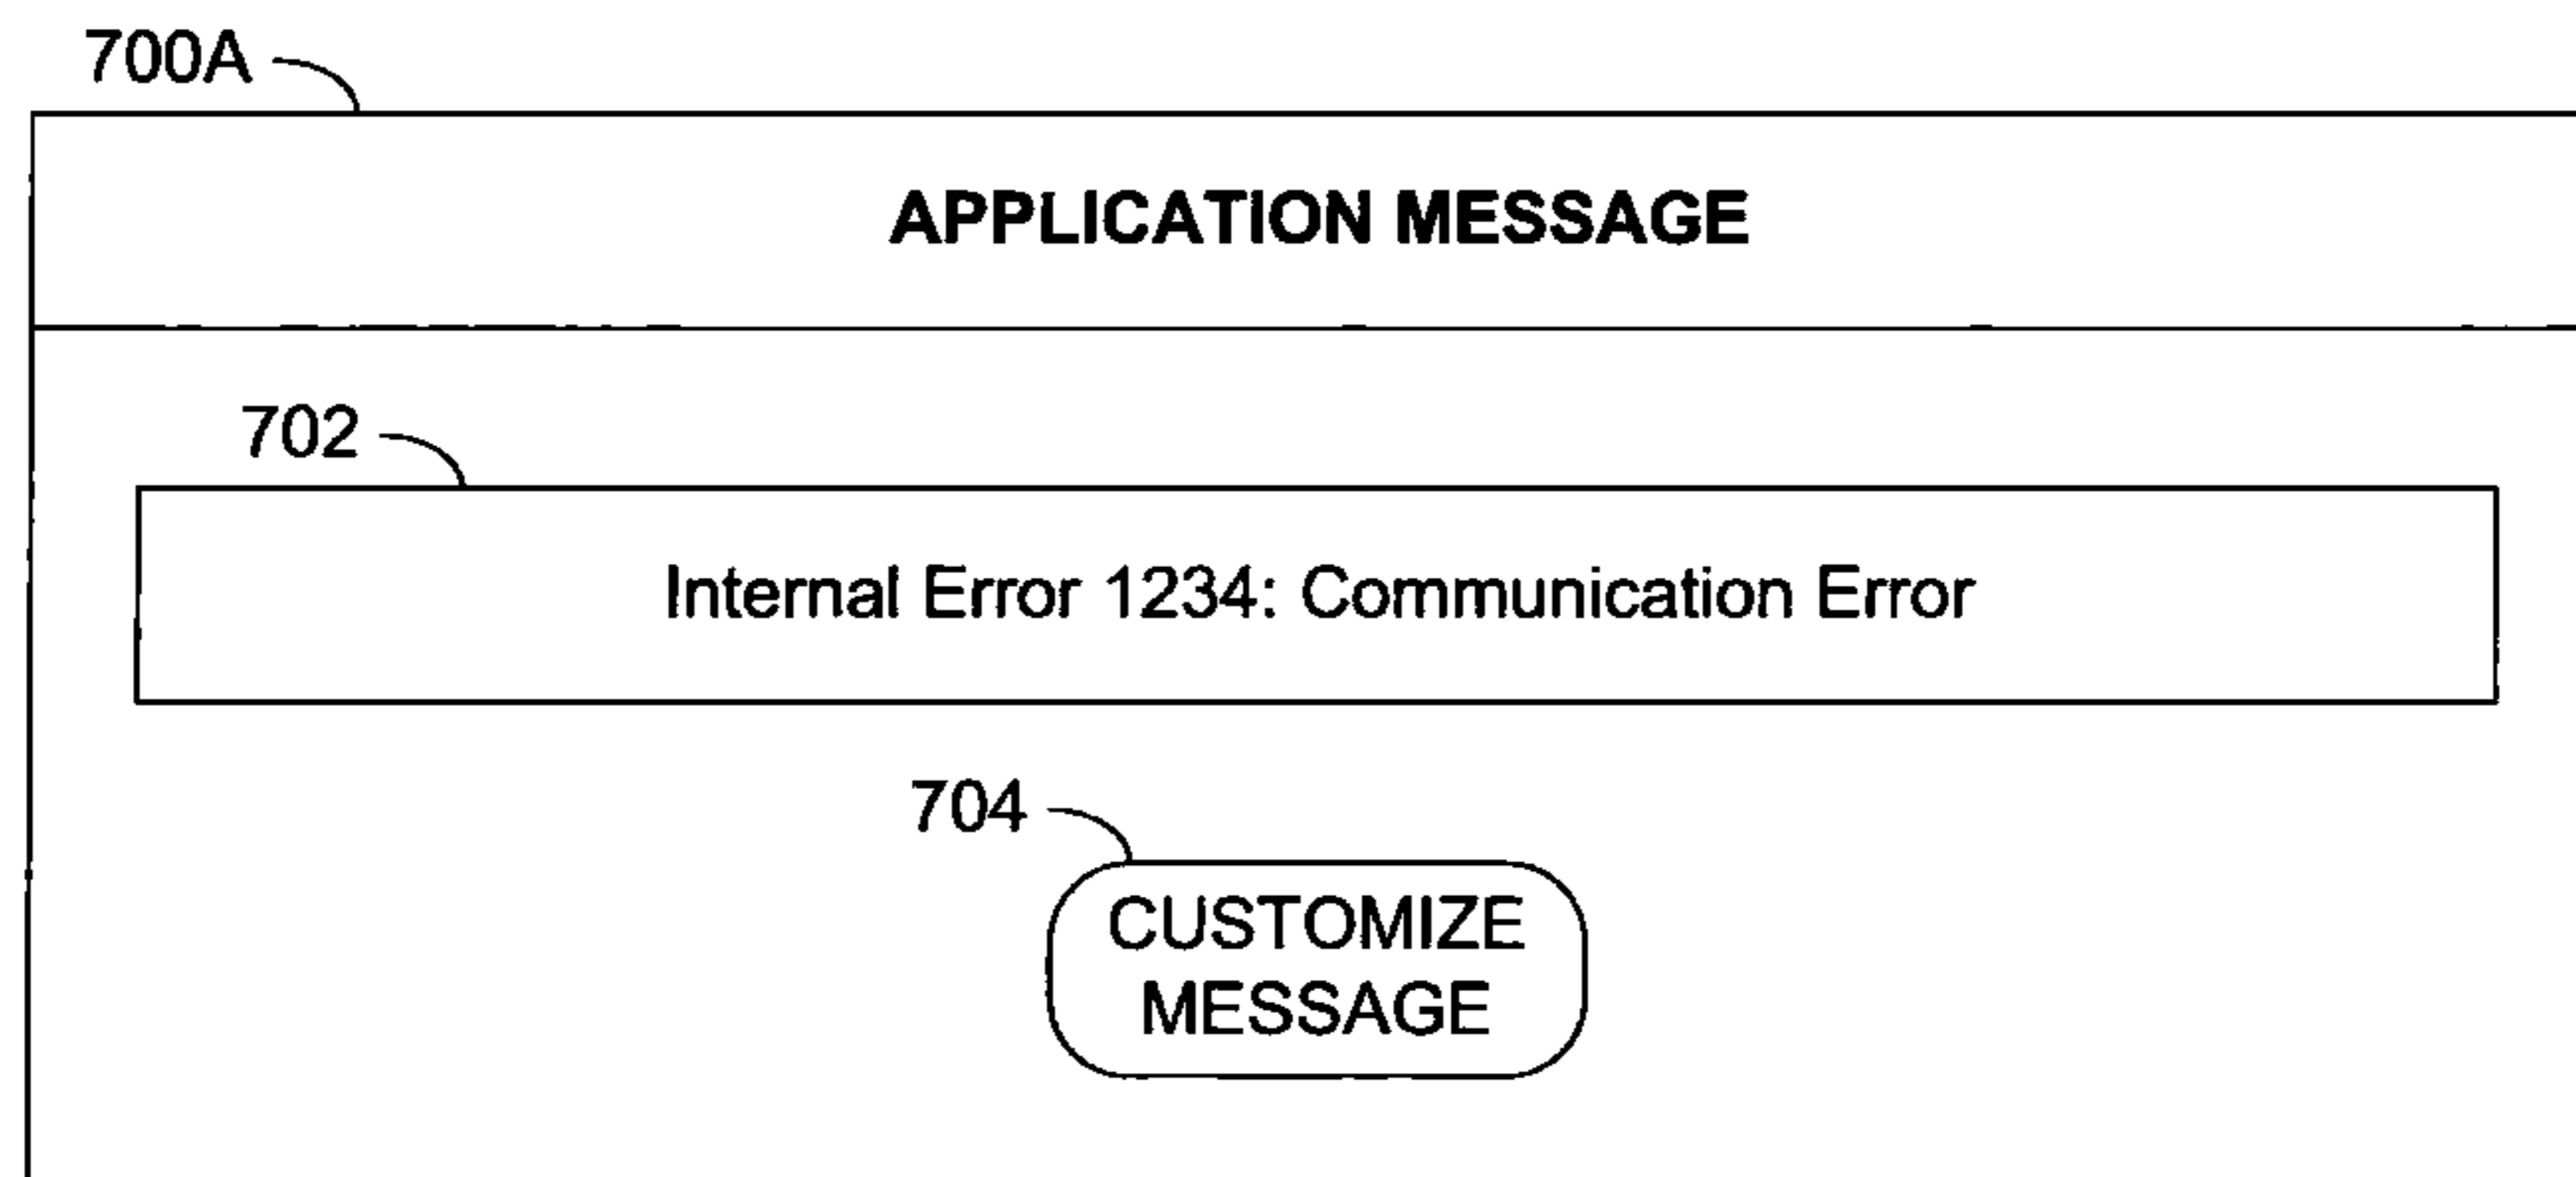 700A
APPLICATION MESSAGE
702
Internal Error 1234: Communication Error
704
CUSTOMIZE
MESSAGE